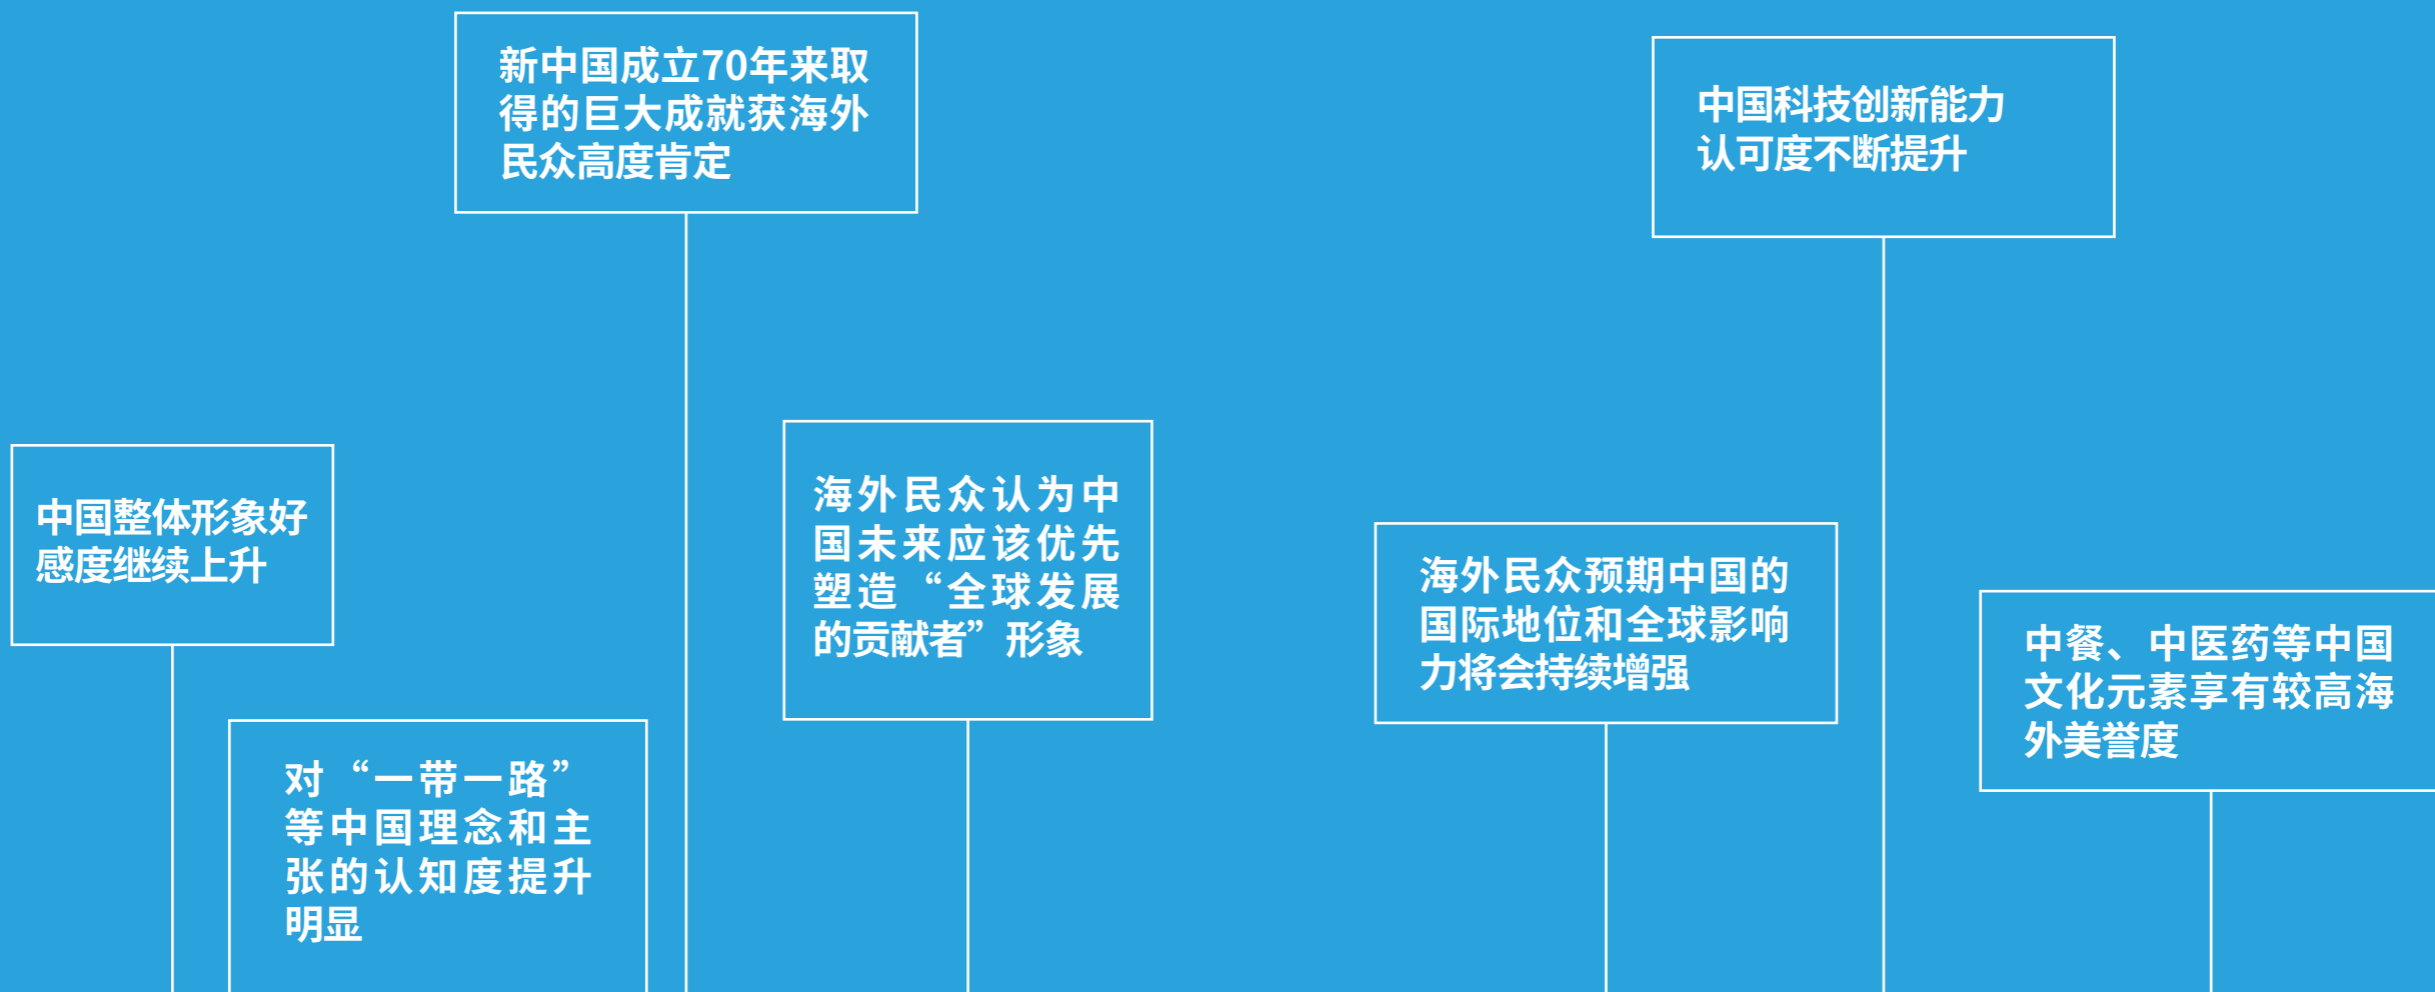 新中国成立70年来取
得的巨大成就获海外
民众高度肯定
中国科技创新能力
认可度不断提升
中国整体形象好
感度继续上升
海外民众认为中
国未来应该优先
塑造“全球发展
的贡献者”形象
海外民众预期中国的
国际地位和全球影响
力将会持续增强
中餐、中医药等中国
文化元素享有较高海
外美誉度
对“一带一路”
等中国理念和主
张的认知度提升
明显